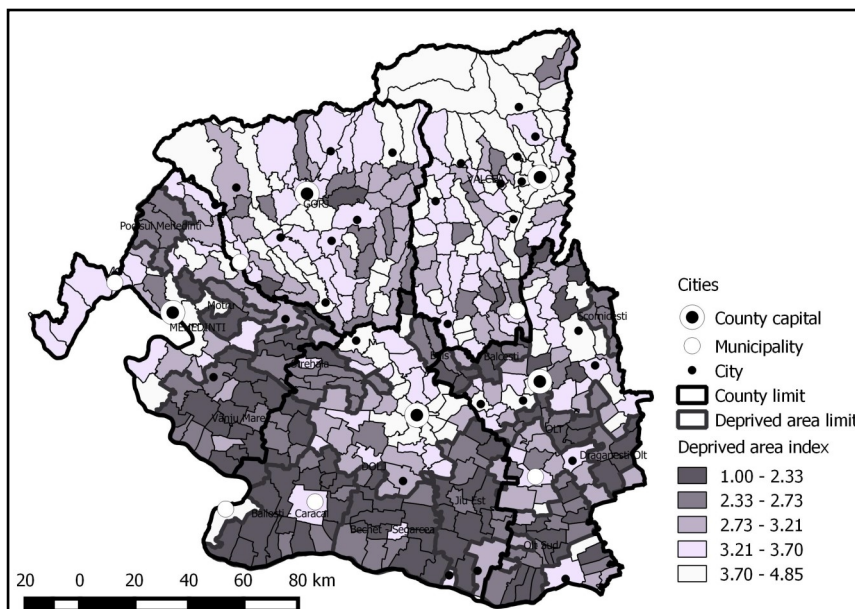 VALCEA
GORJ
Podisul Mehedinti
Motru
MEHEDINTI
Scornicesti
Bals
Balcesti
Vanju Mare
OLT
Draganesti Olt
DOLJ
Jiu Est
Bailesti - Caracal
Bechet - Segarcea
Olt Sud
Cities
County capital
Municipality
City
County limit
Deprived area limit
Deprived area index
1.00 - 2.33
2.33 - 2.73
2.73 - 3.21
3.21 - 3.70
3.70 - 4.85
20 0 20 40 60 80 km